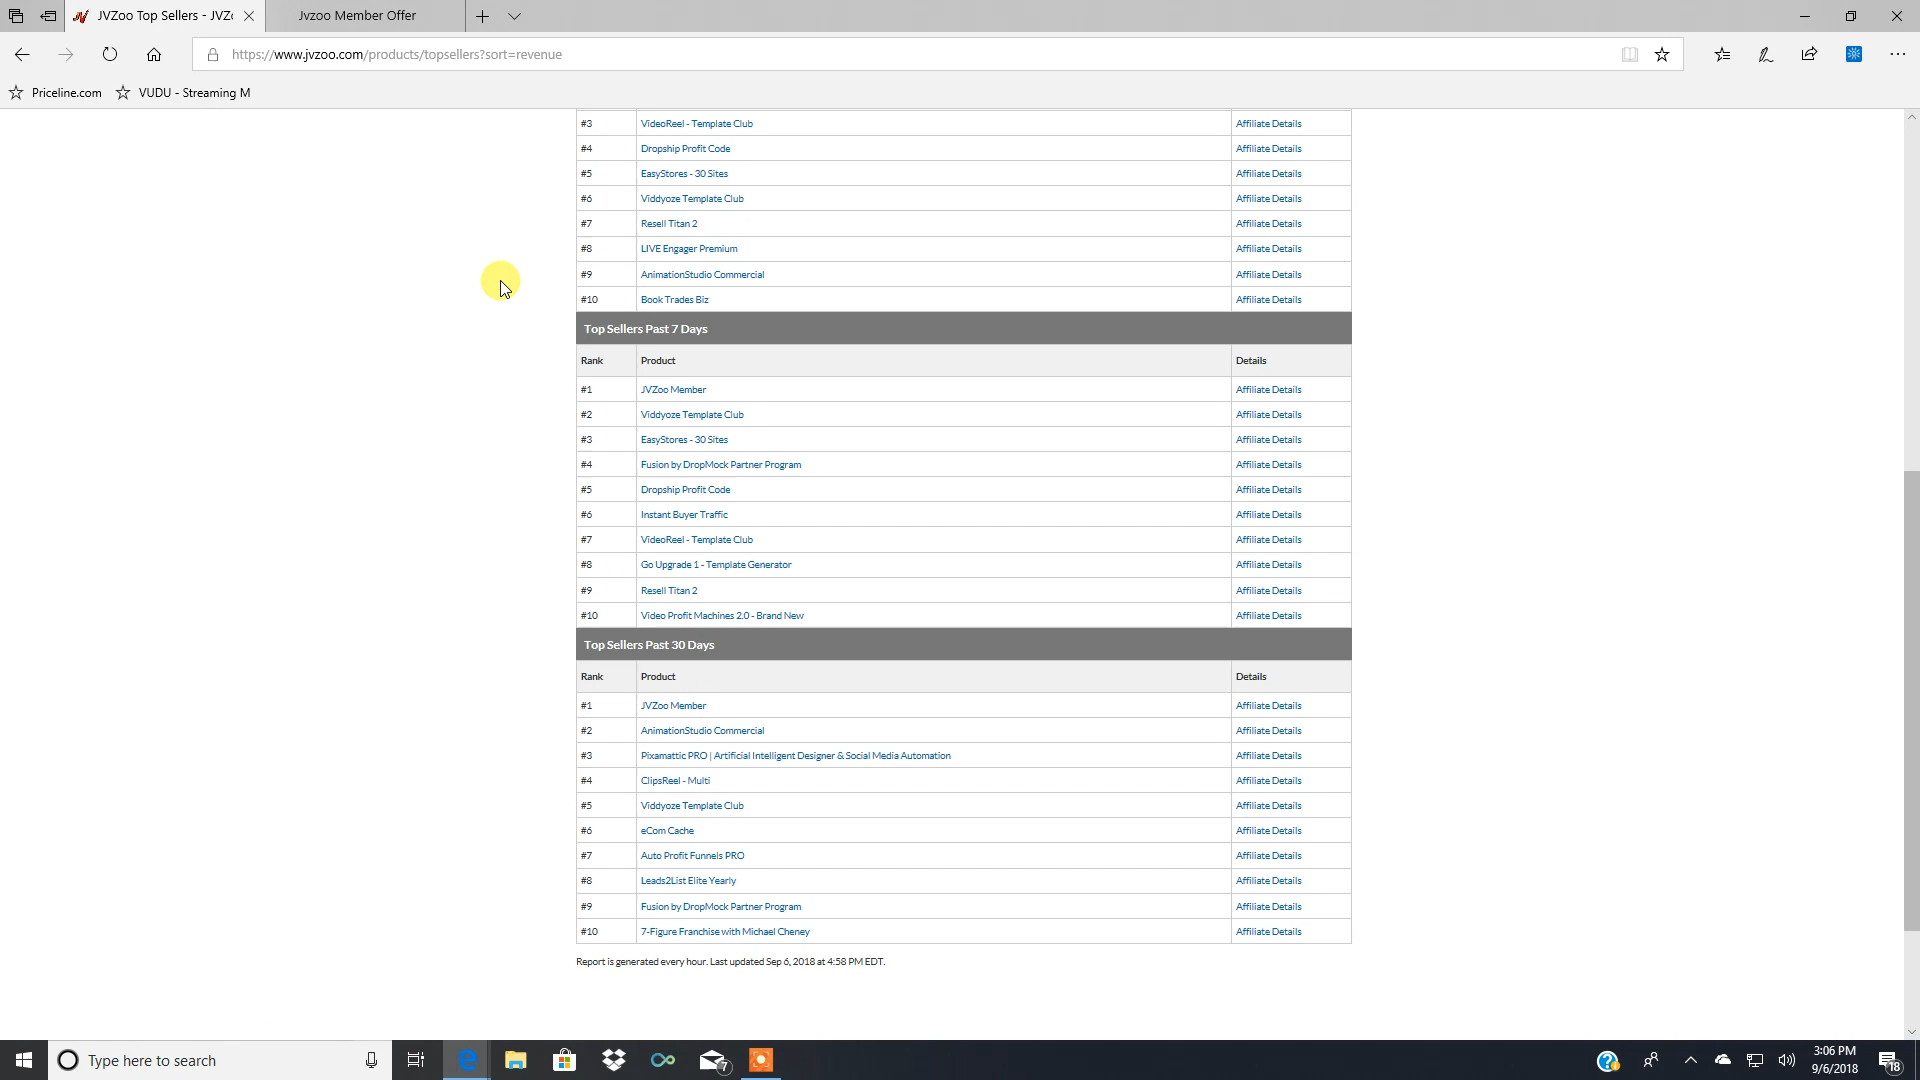 JVZoo Top Sellers - JVZo
Jvzoo Member Offer
https://www.jvzoo.com/products/topsellers?sort=revenue
Priceline.com
VUDU - Streaming M
#3 VideoReel - Template Club Affiliate Details
#4 Dropship Profit Code Affiliate Details
#5 EasyStores - 30 Sites Affiliate Details
#6 Viddyoze Template Club Affiliate Details
#7 Resell Titan 2 Affiliate Details
#8 LIVE Engager Premium Affiliate Details
#9 AnimationStudio Commercial Affiliate Details
#10 Book Trades Biz Affiliate Details
Top Sellers Past 7 Days
Rank Product Details
#1 JVZoo Member Affiliate Details
#2 Viddyoze Template Club Affiliate Details
#3 EasyStores - 30 Sites Affiliate Details
#4 Fusion by DropMock Partner Program Affiliate Details
#5 Dropship Profit Code Affiliate Details
#6 Instant Buyer Traffic Affiliate Details
#7 VideoReel - Template Club Affiliate Details
#8 Go Upgrade 1 - Template Generator Affiliate Details
#9 Resell Titan 2 Affiliate Details
#10 Video Profit Machines 2.0 - Brand New Affiliate Details
Top Sellers Past 30 Days
Rank Product Details
#1 JVZoo Member Affiliate Details
#2 AnimationStudio Commercial Affiliate Details
#3 Pixamattic PRO | Artificial Intelligent Designer & Social Media Automation Affiliate Details
#4 ClipsReel - Multi Affiliate Details
#5 Viddyoze Template Club Affiliate Details
#6 eCom Cache Affiliate Details
#7 Auto Profit Funnels PRO Affiliate Details
#8 Leads2List Elite Yearly Affiliate Details
#9 Fusion by DropMock Partner Program Affiliate Details
#10 7-Figure Franchise with Michael Cheney Affiliate Details
Report is generated every hour. Last updated Sep 6, 2018 at 4:58 PM EDT.
Type here to search
7
3:06 PM
9/6/2018
18